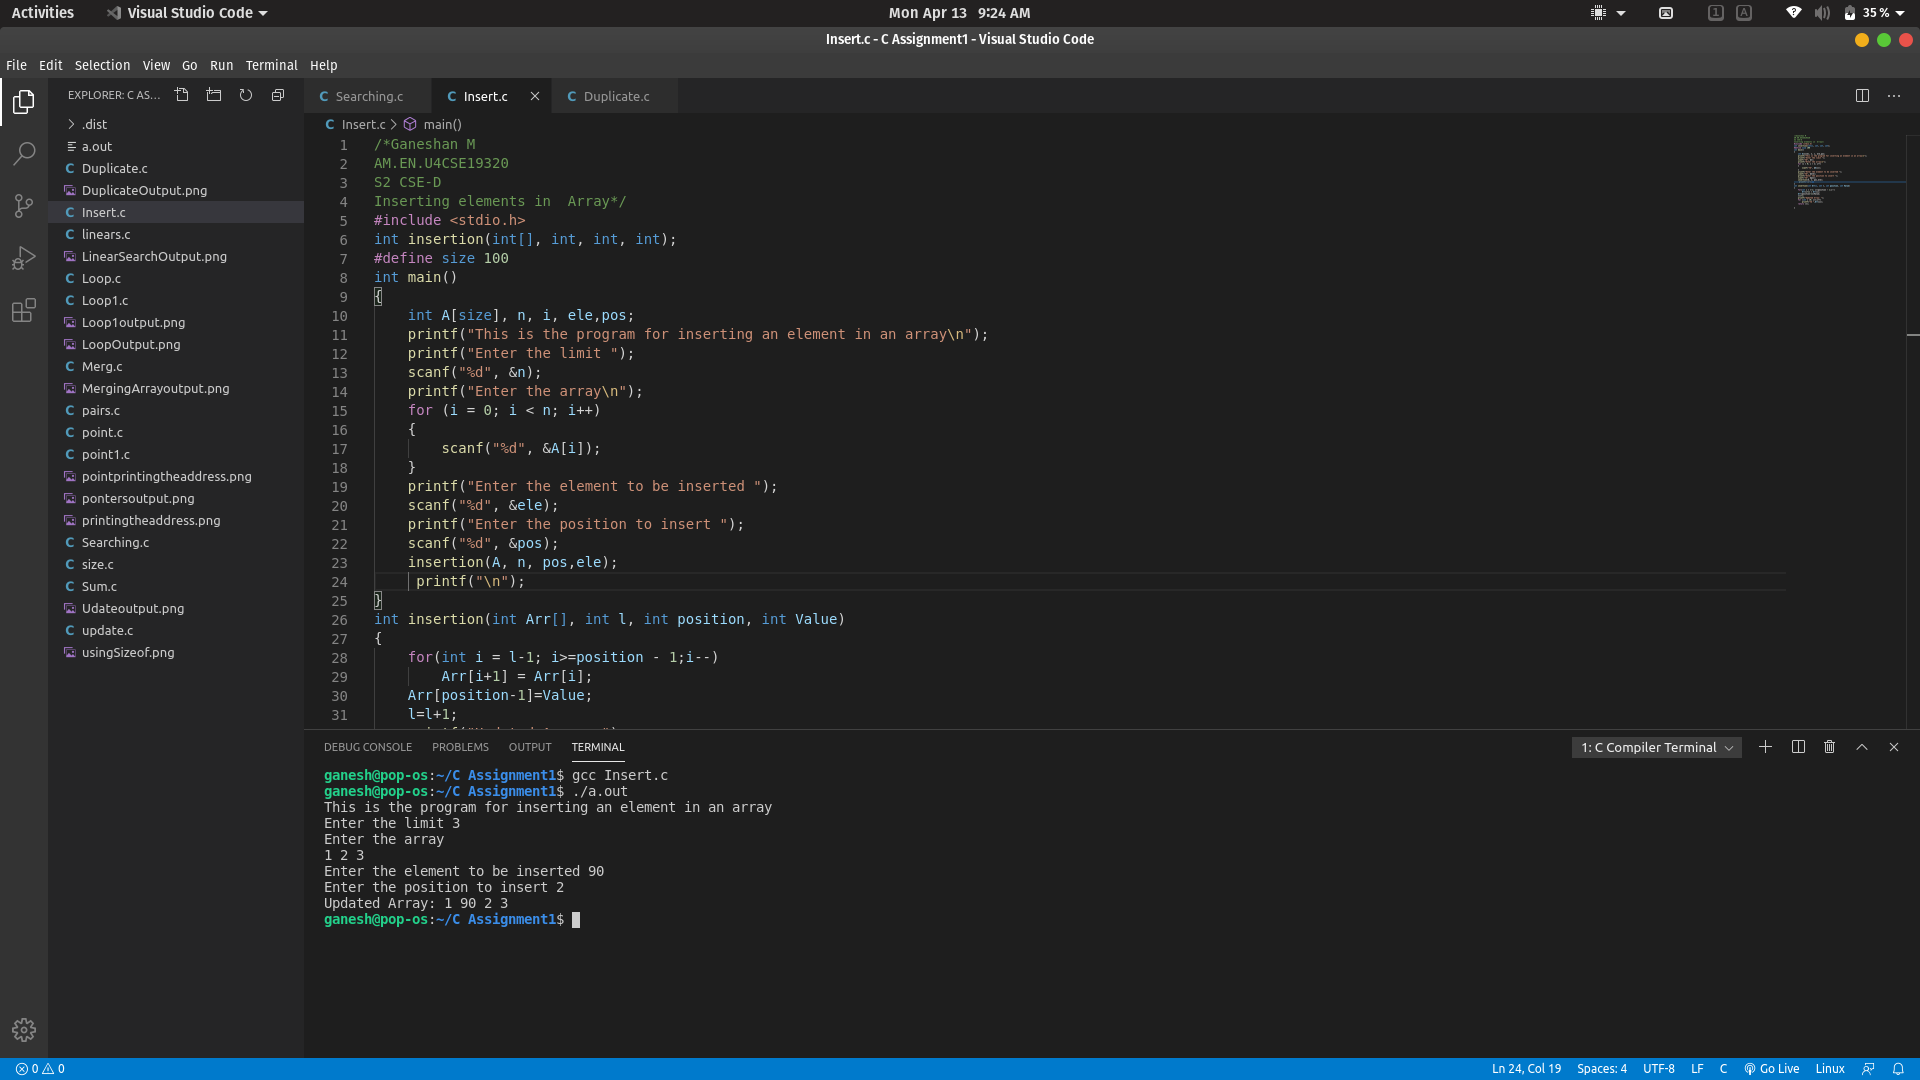 Activities
Visual Studio Code
Mon Apr 13 9:24 AM
1
A
35 %
Insert.c - C Assignment1 - Visual Studio Code
File Edit Selection View Go Run Terminal Help
EXPLORER: C AS...
.dist
a.out
C Duplicate.c
DuplicateOutput.png
C Insert.c
C linears.c
LinearSearchOutput.png
C Loop.c
C Loop1.c
Loop1output.png
LoopOutput.png
C Merg.c
MergingArrayoutput.png
C pairs.c
C point.c
C point1.c
pointprintingtheaddress.png
pontersoutput.png
printingtheaddress.png
C Searching.c
C size.c
C Sum.c
Udateoutput.png
C update.c
usingSizeof.png
C Searching.c C Insert.c C Duplicate.c
C Insert.c > main()
1 /*Ganeshan M
2 AM.EN.U4CSE19320
3 S2 CSE-D
4 Inserting elements in  Array*/
5 #include <stdio.h>
6 int insertion(int[], int, int, int);
7 #define size 100
8 int main()
9 {
10     int A[size], n, i, ele,pos;
11     printf("This is the program for inserting an element in an array\n");
12     printf("Enter the limit ");
13     scanf("%d", &n);
14     printf("Enter the array\n");
15     for (i = 0; i < n; i++)
16     {
17         scanf("%d", &A[i]);
18     }
19     printf("Enter the element to be inserted ");
20     scanf("%d", &ele);
21     printf("Enter the position to insert ");
22     scanf("%d", &pos);
23     insertion(A, n, pos,ele);
24      printf("\n");
25 }
26 int insertion(int Arr[], int l, int position, int Value)
27 {
28     for(int i = l-1; i>=position - 1;i--)
29         Arr[i+1] = Arr[i];
30     Arr[position-1]=Value;
31     l=l+1;
DEBUG CONSOLE PROBLEMS OUTPUT TERMINAL
1: C Compiler Terminal
ganesh@pop-os:~/C Assignment1$ gcc Insert.c
ganesh@pop-os:~/C Assignment1$ ./a.out
This is the program for inserting an element in an array
Enter the limit 3
Enter the array
1 2 3
Enter the element to be inserted 90
Enter the position to insert 2
Updated Array: 1 90 2 3
ganesh@pop-os:~/C Assignment1$
0 0
Ln 24, Col 19 Spaces: 4 UTF-8 LF C Go Live Linux